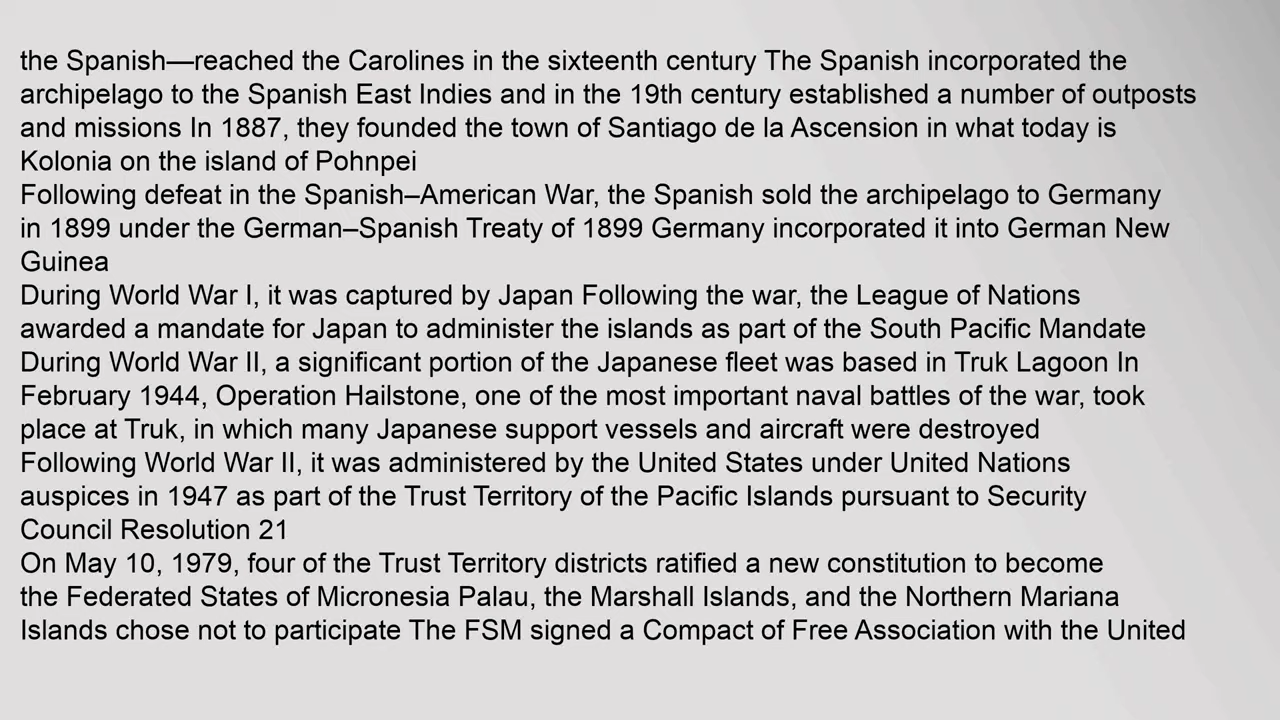 the Spanish—reached the Carolines in the sixteenth century The Spanish incorporated the
archipelago to the Spanish East Indies and in the 19th century established a number of outposts
and missions In 1887, they founded the town of Santiago de la Ascension in what today is
Kolonia on the island of Pohnpei
Following defeat in the Spanish–American War, the Spanish sold the archipelago to Germany
in 1899 under the German–Spanish Treaty of 1899 Germany incorporated it into German New
Guinea
During World War I, it was captured by Japan Following the war, the League of Nations
awarded a mandate for Japan to administer the islands as part of the South Pacific Mandate
During World War II, a significant portion of the Japanese fleet was based in Truk Lagoon In
February 1944, Operation Hailstone, one of the most important naval battles of the war, took
place at Truk, in which many Japanese support vessels and aircraft were destroyed
Following World War II, it was administered by the United States under United Nations
auspices in 1947 as part of the Trust Territory of the Pacific Islands pursuant to Security
Council Resolution 21
On May 10, 1979, four of the Trust Territory districts ratified a new constitution to become
the Federated States of Micronesia Palau, the Marshall Islands, and the Northern Mariana
Islands chose not to participate The FSM signed a Compact of Free Association with the United